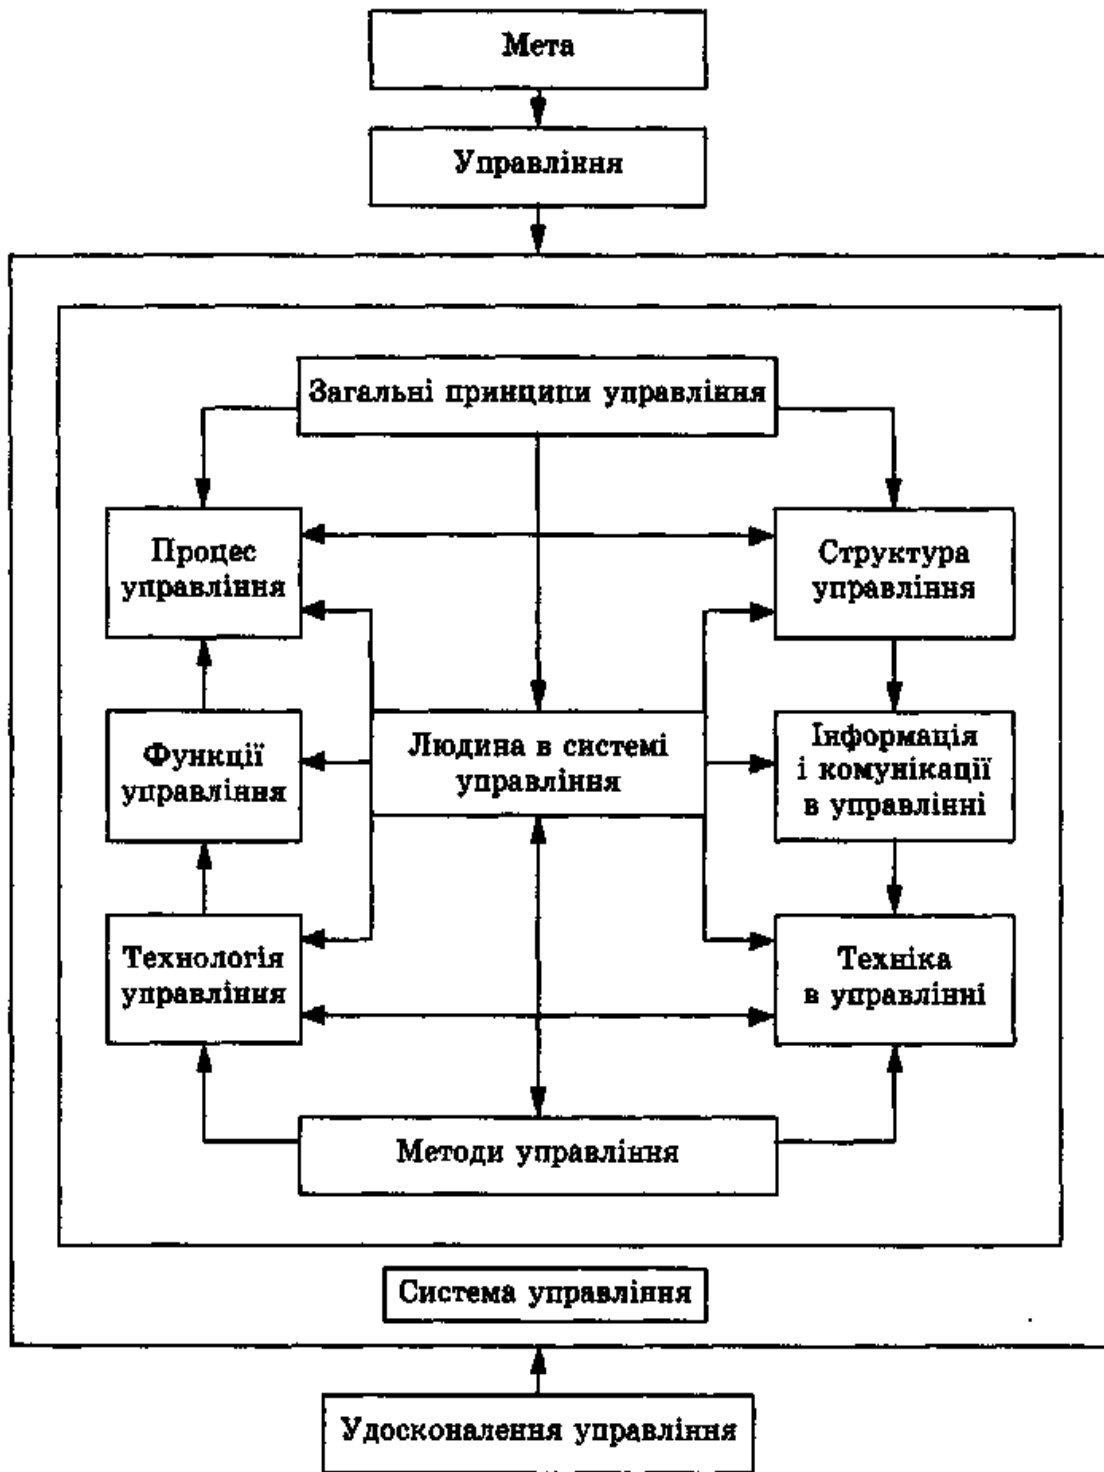 Мета
Управління
Загальні принципи управління
Процес
управління
Структура
управління
Функції
управління
Людина в системі
управління
Інформація
і комунікації
в управлінні
Технологія
управління
Техніка
в управлінні
Методи управління
Система управління
Удосконалення управління